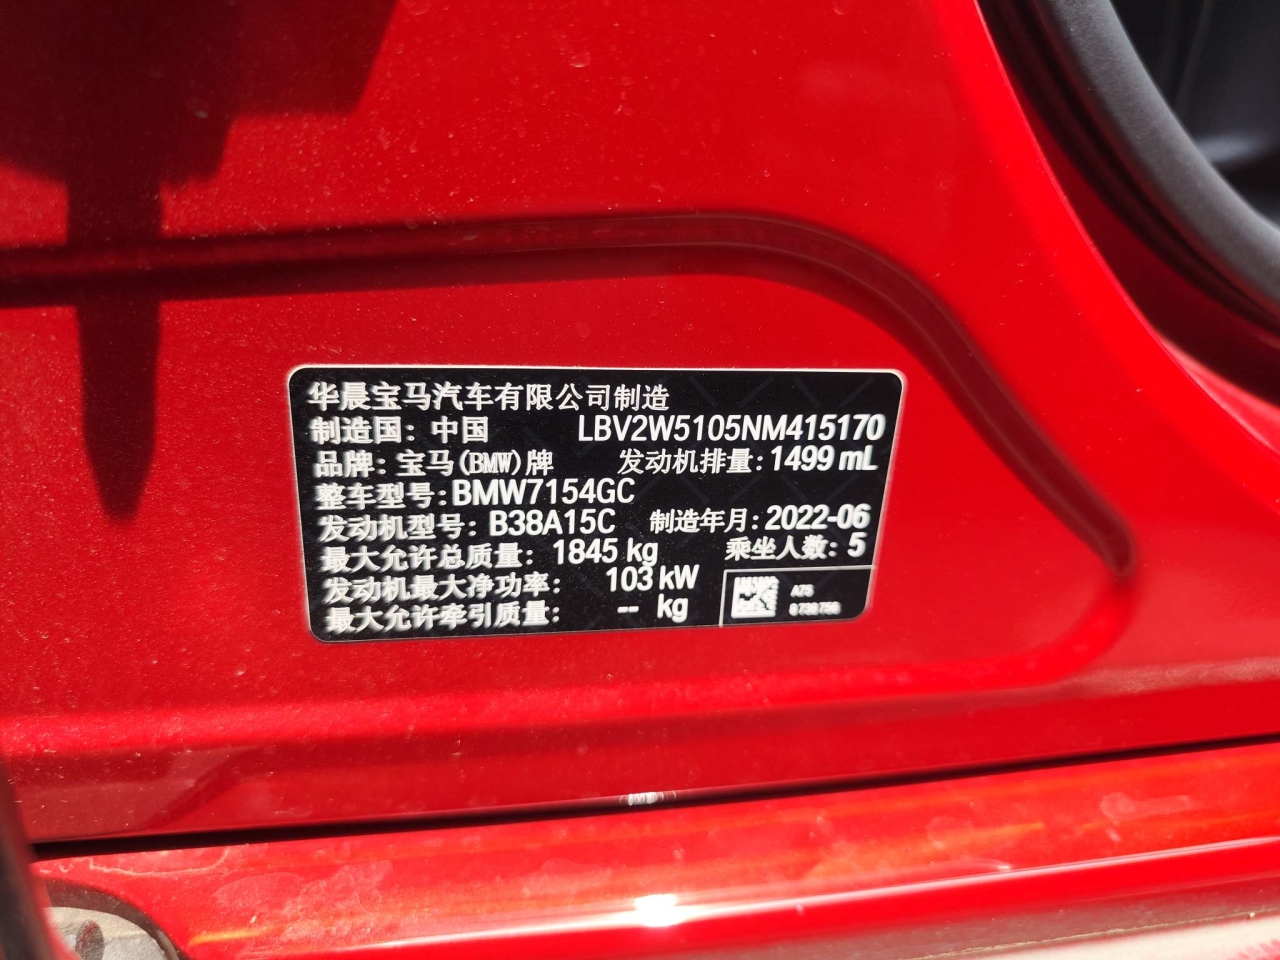 华晨宝马汽车有限公司制造
制造国：中国 LBV2W5105NM415170
品牌：宝马(BMW)牌 发动机排量：1499 mL
整车型号：BMW7154GC
发动机型号：B38A15C 制造年月：2022-06
最大允许总质量：1845 kg 乘坐人数：5
发动机最大净功率：103 kW
最大允许牵引质量：-- kg
A75